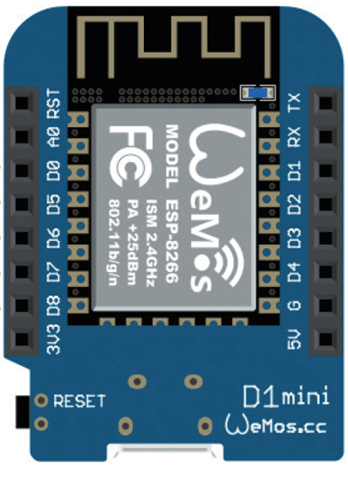 RST
A0
D0
D5
D6
D7
D8
3V3
TX
RX
D1
D2
D3
D4
G
5V
WeMos
MODEL ESP-8266
ISM 2.4GHz
PA +25dBm
802.11b/g/n
FC
RESET
D1mini
WeMos.cc